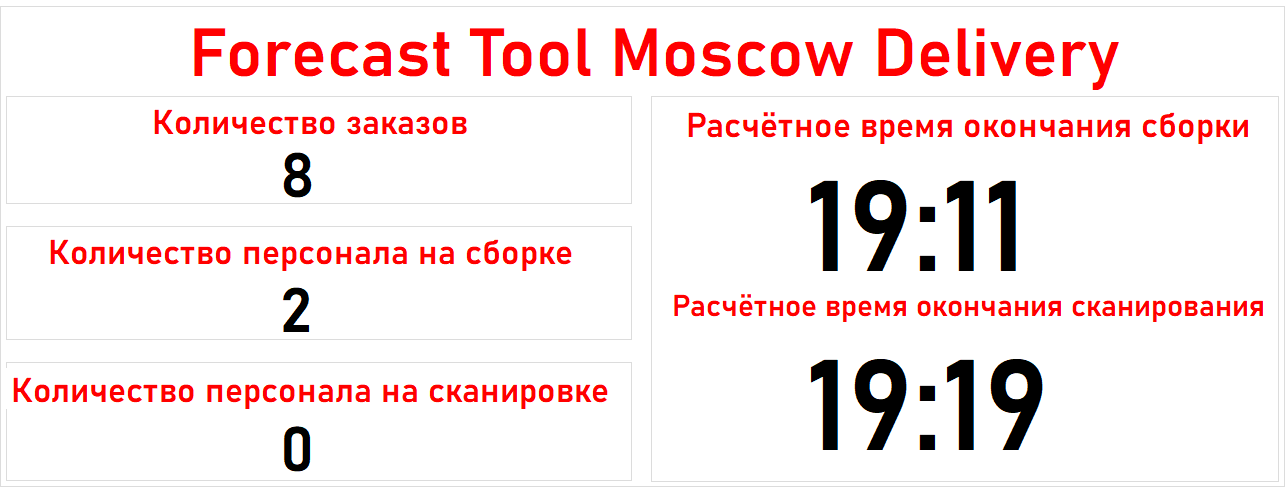 Forecast Tool Moscow Delivery
Количество заказов
8
Количество персонала на сборке
2
Количество персонала на сканировке
0
Расчётное время окончания сборки
19:11
Расчётное время окончания сканирования
19:19